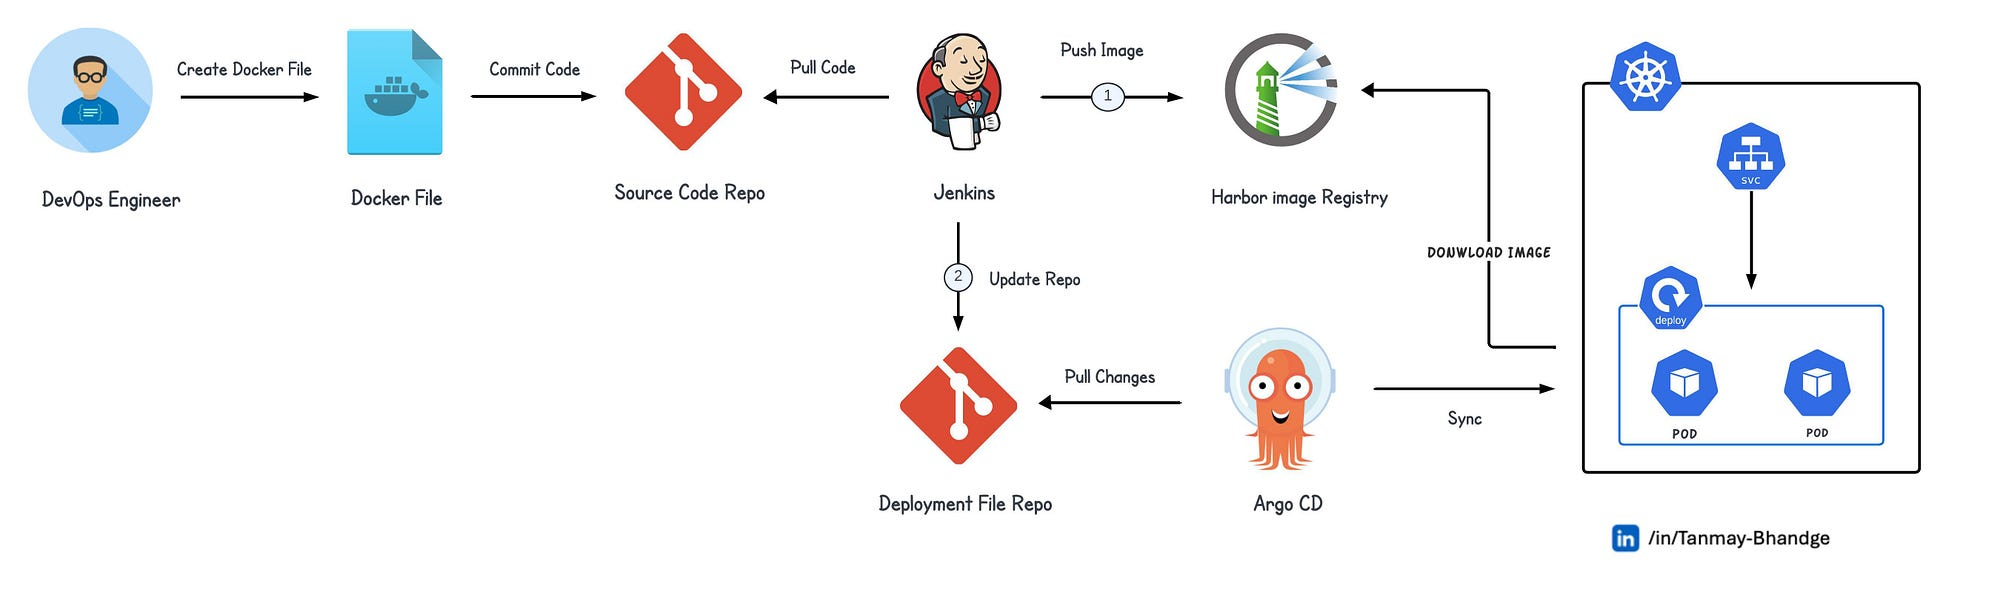 Create Docker File
Commit Code
Pull Code
Push Image
1
DevOps Engineer
Docker File
Source Code Repo
Jenkins
Harbor image Registry
svc
DONWLOAD IMAGE
2
Update Repo
deploy
Pull Changes
Sync
POD
POD
Deployment File Repo
Argo CD
in /in/Tanmay-Bhandge